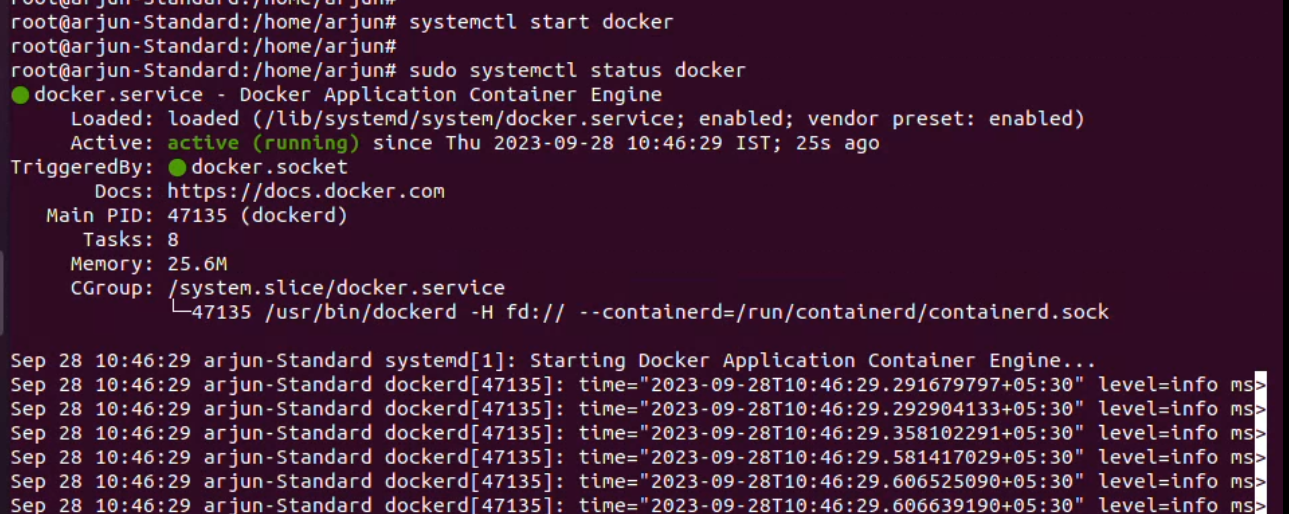 root@arjun-Standard:/home/arjun#
root@arjun-Standard:/home/arjun# systemctl start docker
root@arjun-Standard:/home/arjun#
root@arjun-Standard:/home/arjun# sudo systemctl status docker
● docker.service - Docker Application Container Engine
     Loaded: loaded (/lib/systemd/system/docker.service; enabled; vendor preset: enabled)
     Active: active (running) since Thu 2023-09-28 10:46:29 IST; 25s ago
TriggeredBy: ● docker.socket
       Docs: https://docs.docker.com
   Main PID: 47135 (dockerd)
      Tasks: 8
     Memory: 25.6M
     CGroup: /system.slice/docker.service
             └─47135 /usr/bin/dockerd -H fd:// --containerd=/run/containerd/containerd.sock
Sep 28 10:46:29 arjun-Standard systemd[1]: Starting Docker Application Container Engine...
Sep 28 10:46:29 arjun-Standard dockerd[47135]: time="2023-09-28T10:46:29.291679797+05:30" level=info ms>
Sep 28 10:46:29 arjun-Standard dockerd[47135]: time="2023-09-28T10:46:29.292904133+05:30" level=info ms>
Sep 28 10:46:29 arjun-Standard dockerd[47135]: time="2023-09-28T10:46:29.358102291+05:30" level=info ms>
Sep 28 10:46:29 arjun-Standard dockerd[47135]: time="2023-09-28T10:46:29.581417029+05:30" level=info ms>
Sep 28 10:46:29 arjun-Standard dockerd[47135]: time="2023-09-28T10:46:29.606525090+05:30" level=info ms>
Sep 28 10:46:29 arjun-Standard dockerd[47135]: time="2023-09-28T10:46:29.606639190+05:30" level=info ms>